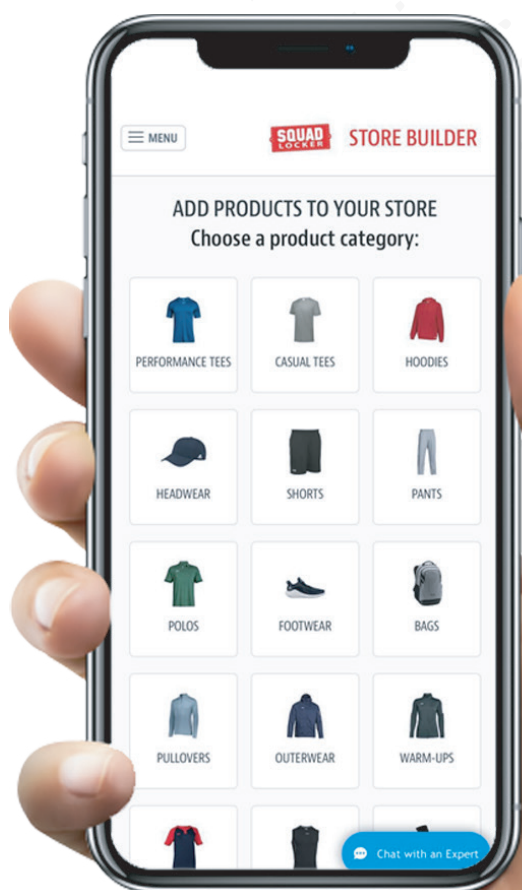 MENU
SQUAD
LOCKER
STORE BUILDER
ADD PRODUCTS TO YOUR STORE
Choose a product category:
PERFORMANCE TEES
CASUAL TEES
HOODIES
HEADWEAR
SHORTS
PANTS
POLOS
FOOTWEAR
BAGS
PULLOVERS
OUTERWEAR
WARM-UPS
Chat with an Expert